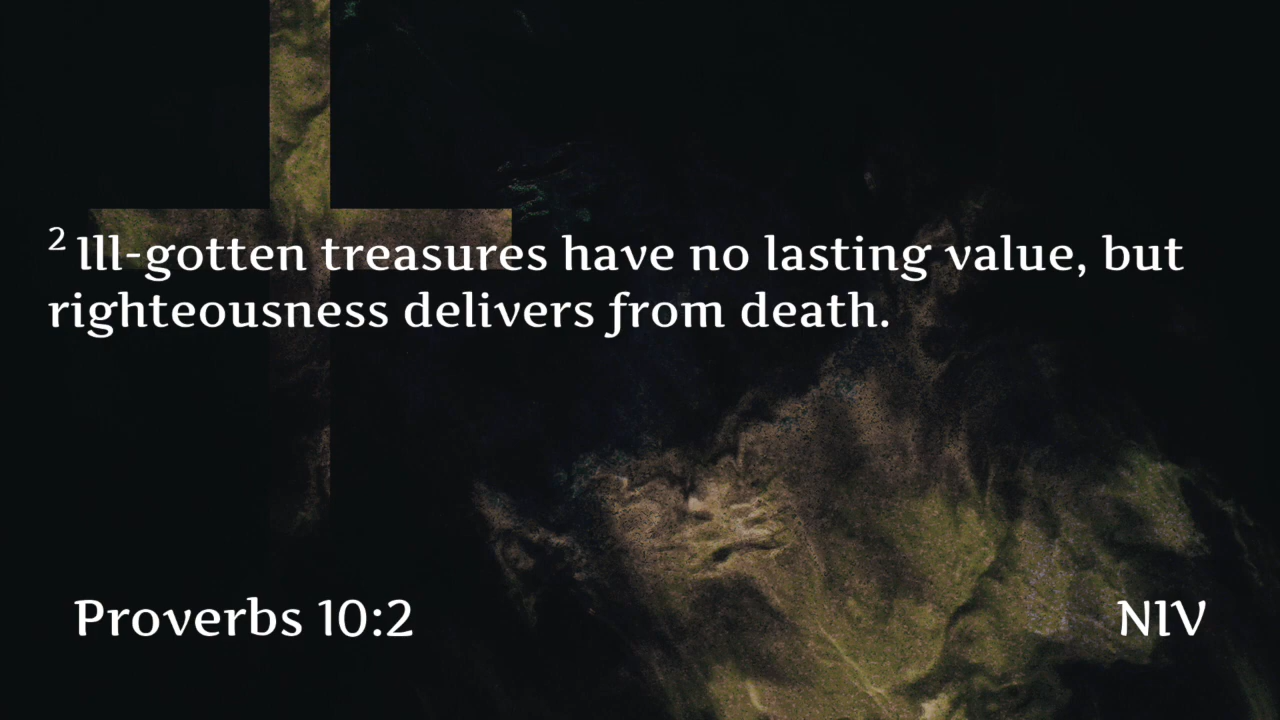 2 Ill-gotten treasures have no lasting value, but
righteousness delivers from death.
Proverbs 10:2
NIV